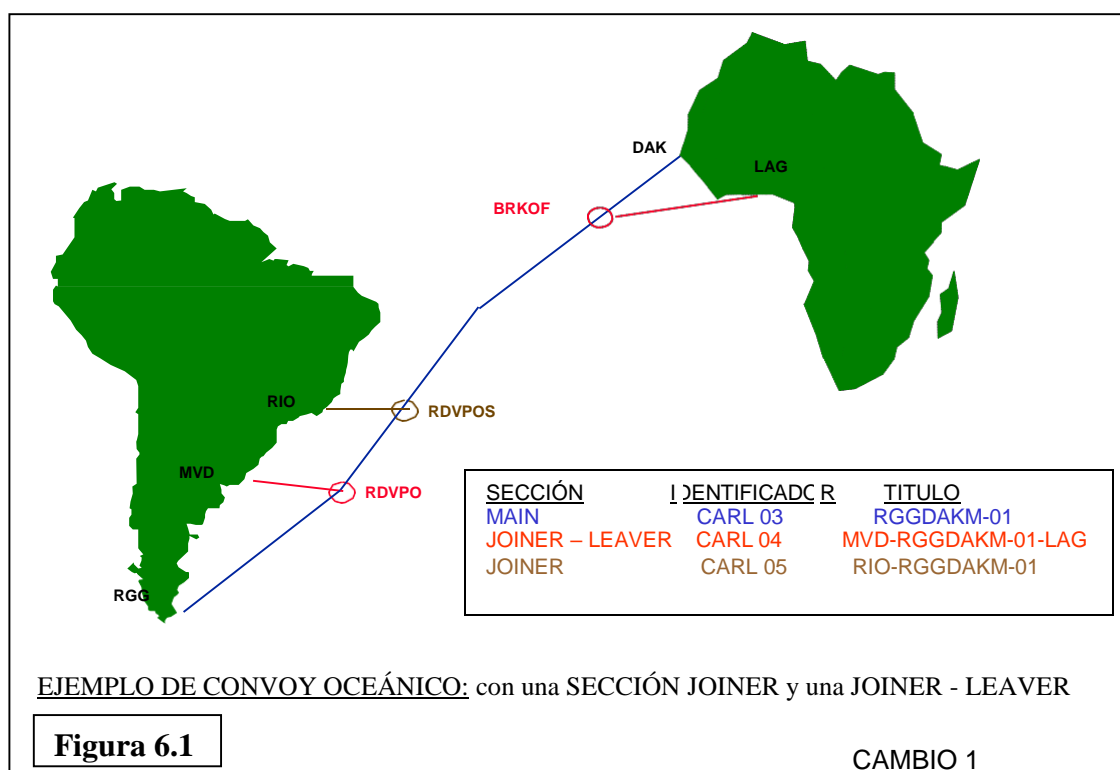 DAK
LAG
BRKOF
RIO
RDVPOS
MVD
RDVPO
RGG
SECCIÓN IDENTIFICADOR TITULO
MAIN CARL 03 RGGDAKM-01
JOINER – LEAVER CARL 04 MVD-RGGDAKM-01-LAG
JOINER CARL 05 RIO-RGGDAKM-01
EJEMPLO DE CONVOY OCEÁNICO: con una SECCIÓN JOINER y una JOINER - LEAVER
Figura 6.1
CAMBIO 1